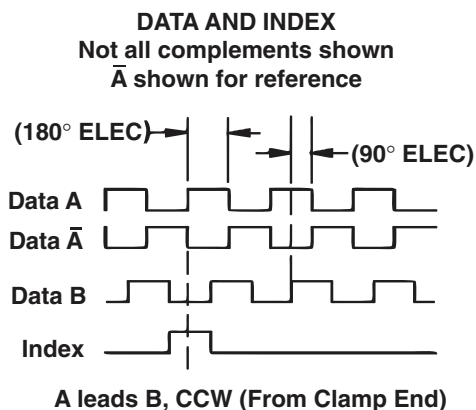 DATA AND INDEX
Not all complements shown
A̅ shown for reference
(180° ELEC)
(90° ELEC)
Data A
Data A̅
Data B
Index
A leads B, CCW (From Clamp End)